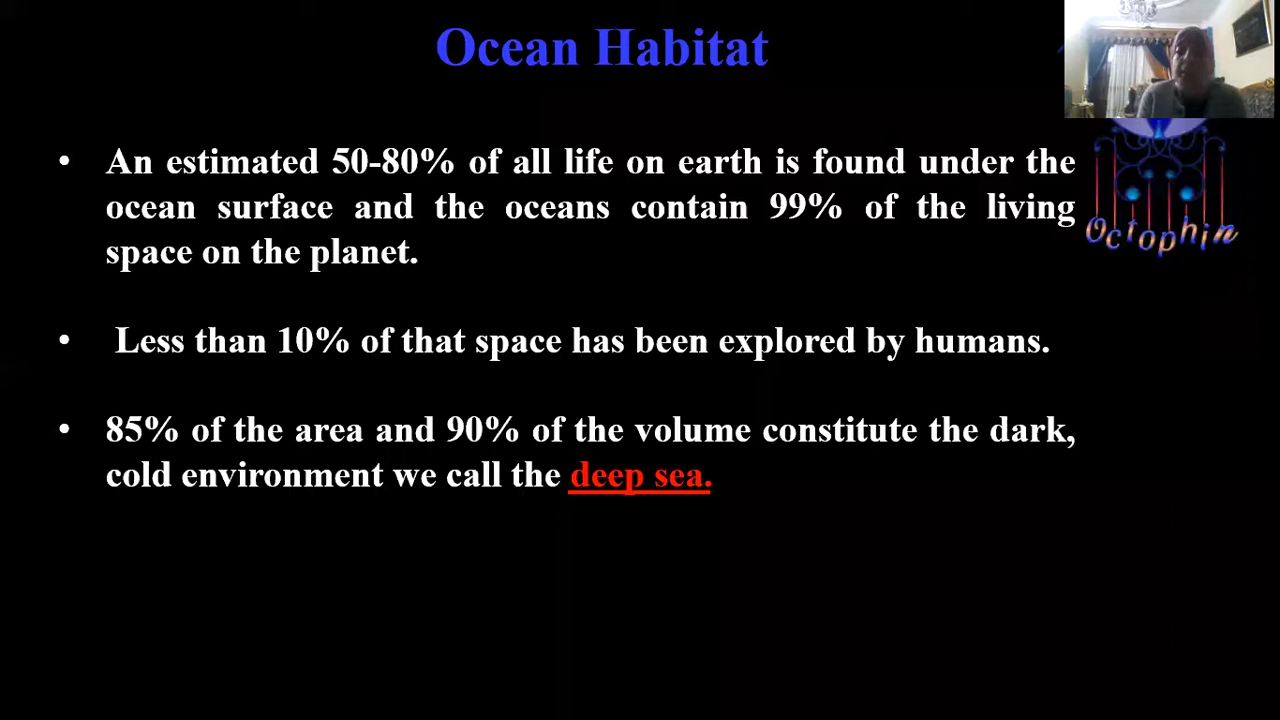 Ocean Habitat
• An estimated 50-80% of all life on earth is found under the
ocean surface and the oceans contain 99% of the living
space on the planet.
• Less than 10% of that space has been explored by humans.
• 85% of the area and 90% of the volume constitute the dark,
cold environment we call the deep sea.
Octophin